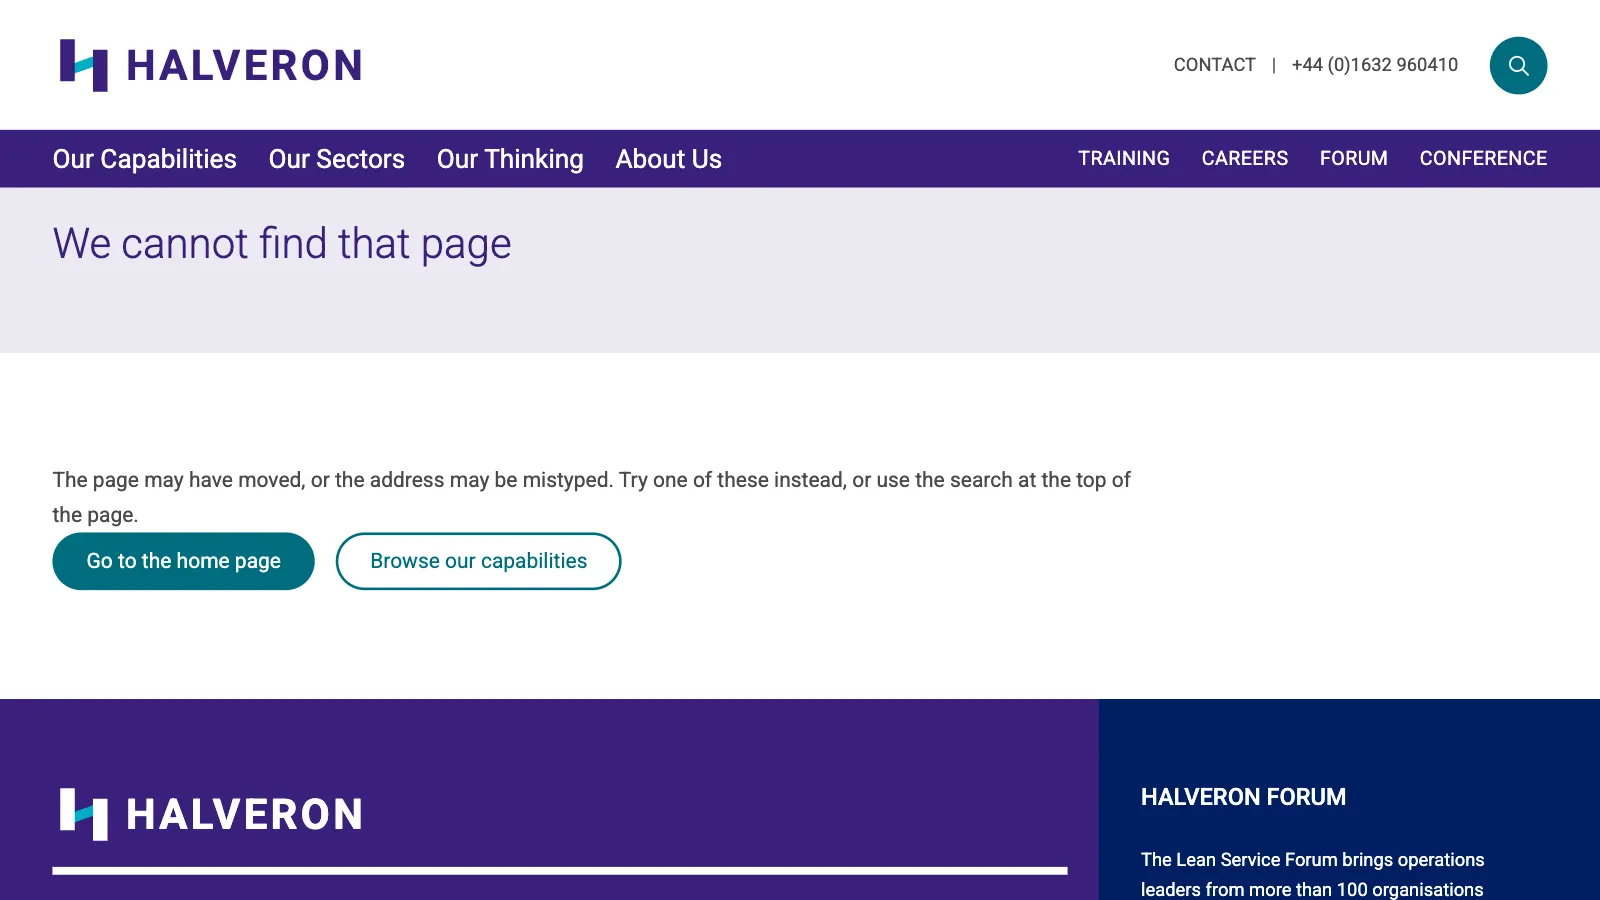 HALVERON
CONTACT | +44 (0)1632 960410
Our Capabilities Our Sectors Our Thinking About Us
TRAINING CAREERS FORUM CONFERENCE
We cannot find that page
The page may have moved, or the address may be mistyped. Try one of these instead, or use the search at the top of
the page.
Go to the home page
Browse our capabilities
HALVERON
HALVERON FORUM
The Lean Service Forum brings operations
leaders from more than 100 organisations